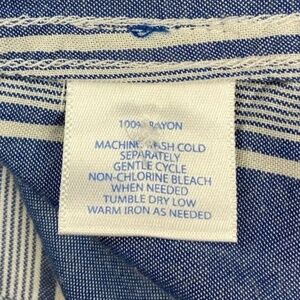 100% RAYON
MACHINE WASH COLD
SEPARATELY
GENTLE CYCLE
NON-CHLORINE BLEACH
WHEN NEEDED
TUMBLE DRY LOW
WARM IRON AS NEEDED